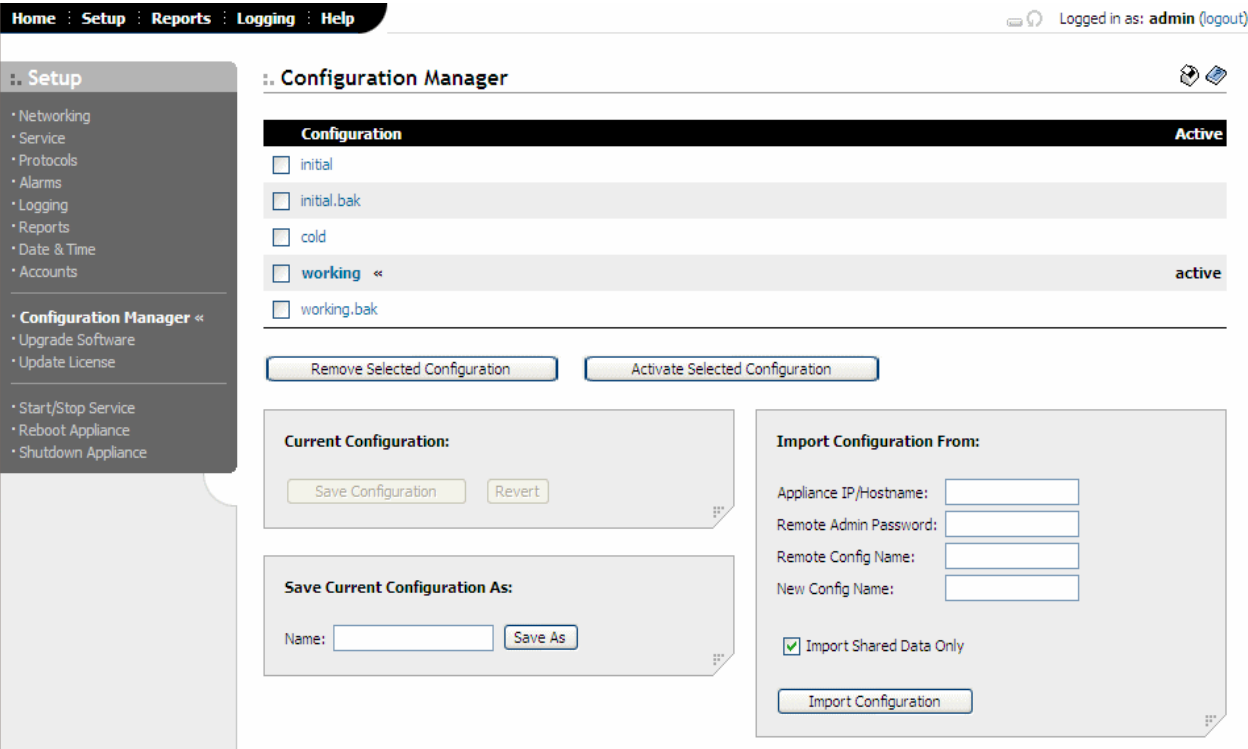 Home Setup Reports Logging Help
Logged in as: admin (logout)
:. Setup
· Networking
· Service
· Protocols
· Alarms
· Logging
· Reports
· Date & Time
· Accounts
· Configuration Manager «
· Upgrade Software
· Update License
· Start/Stop Service
· Reboot Appliance
· Shutdown Appliance
:. Configuration Manager
Configuration Active
initial
initial.bak
cold
working « active
working.bak
Remove Selected Configuration Activate Selected Configuration
Current Configuration:
Save Configuration Revert
Save Current Configuration As:
Name: Save As
Import Configuration From:
Appliance IP/Hostname:
Remote Admin Password:
Remote Config Name:
New Config Name:
Import Shared Data Only
Import Configuration